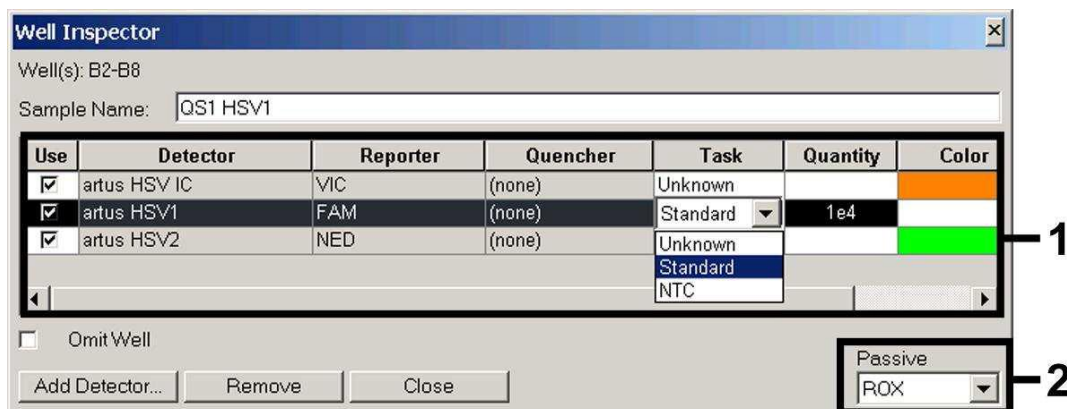 Well Inspector
Well(s): B2-B8
Sample Name: QS1 HSV1
Use Detector Reporter Quencher Task Quantity Color
artus HSV IC VIC (none) Unknown
artus HSV1 FAM (none) Standard 1e4
artus HSV2 NED (none) Unknown
Standard
NTC
1
Omit Well
Passive
Add Detector... Remove Close ROX
2